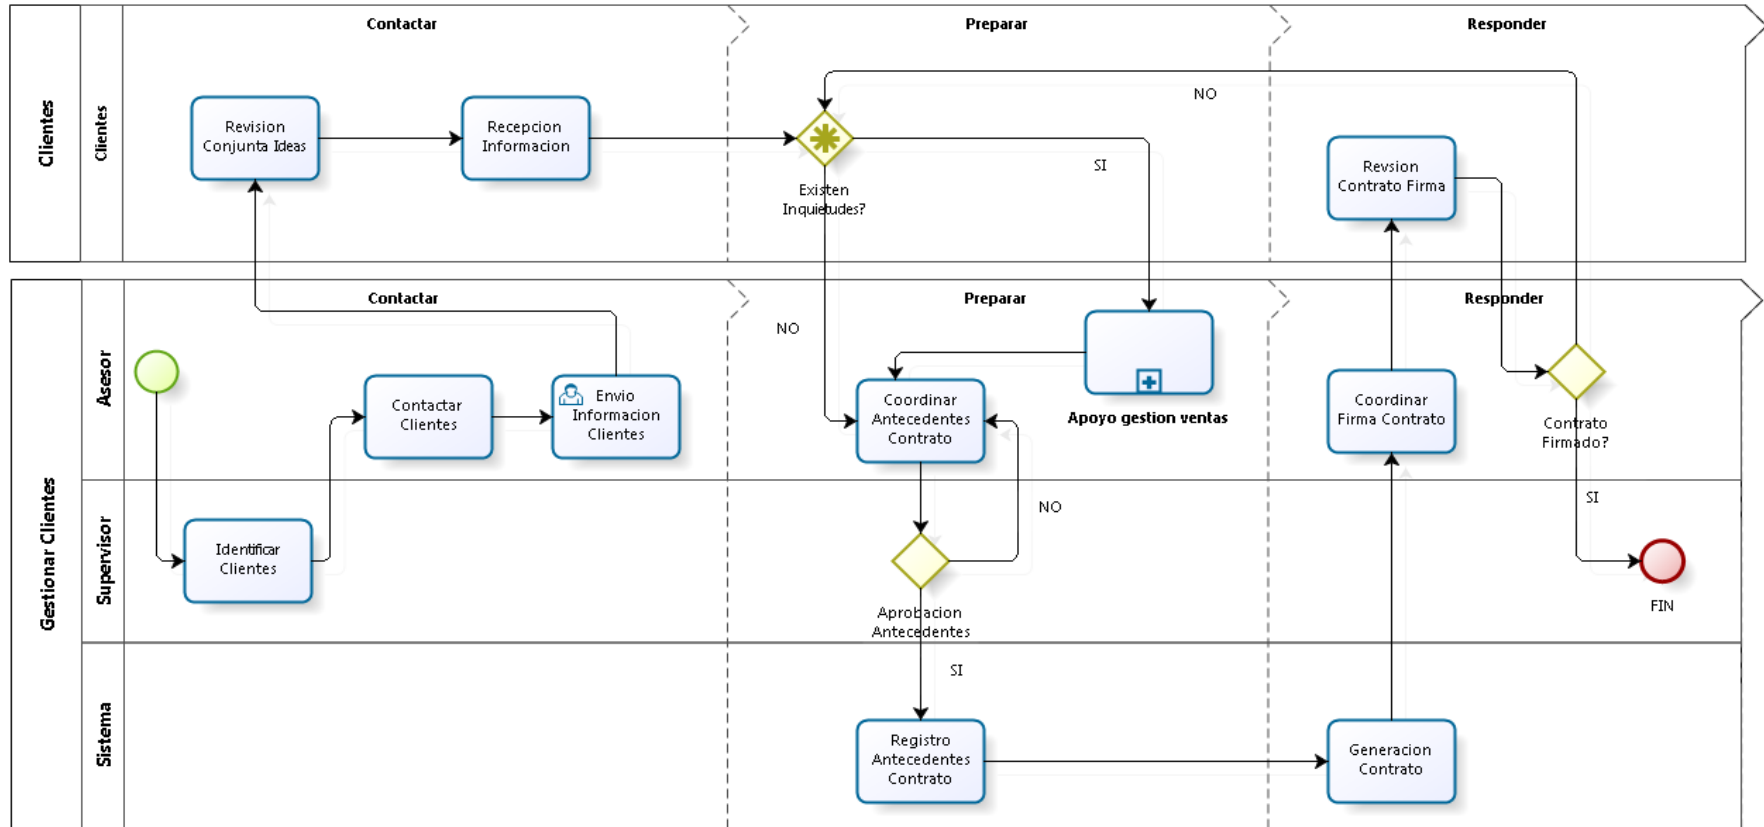 Contactar
Preparar
Responder
Clientes
Clientes
Revision
Conjunta Ideas
Recepcion
Informacion
Existen
Inquietudes?
SI
NO
Revsion
Contrato Firma
Gestionar Clientes
Contactar
Preparar
Responder
Asesor
Contactar
Clientes
Envio
Informacion
Clientes
NO
Coordinar
Antecedentes
Contrato
Apoyo gestion ventas
Coordinar
Firma Contrato
Contrato
Firmado?
Supervisor
Identificar
Clientes
NO
Aprobacion
Antecedentes
SI
FIN
Sistema
SI
Registro
Antecedentes
Contrato
Generacion
Contrato